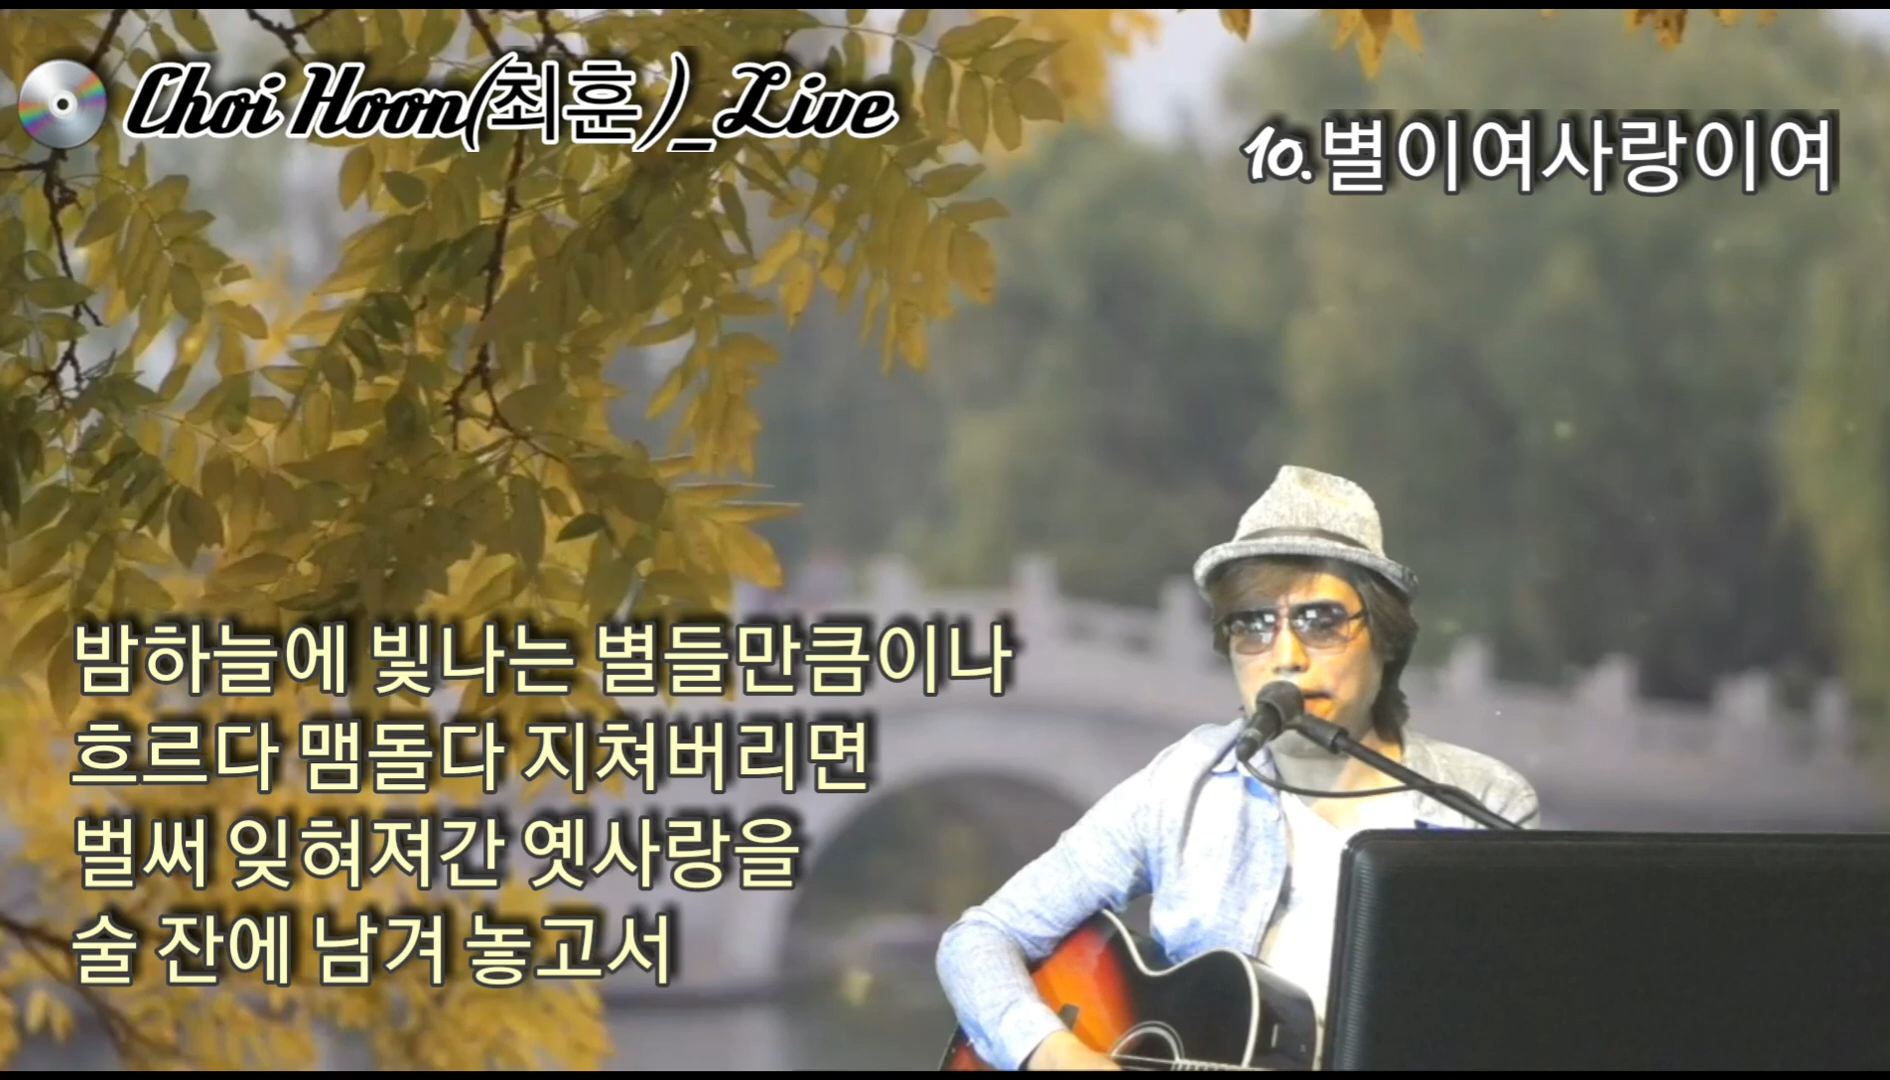 Choi Hoon(최훈)_Live
10.별이여사랑이여
밤하늘에 빛나는 별들만큼이나
흐르다 맴돌다 지쳐버리면
벌써 잊혀져간 옛사랑을
술 잔에 남겨 놓고서